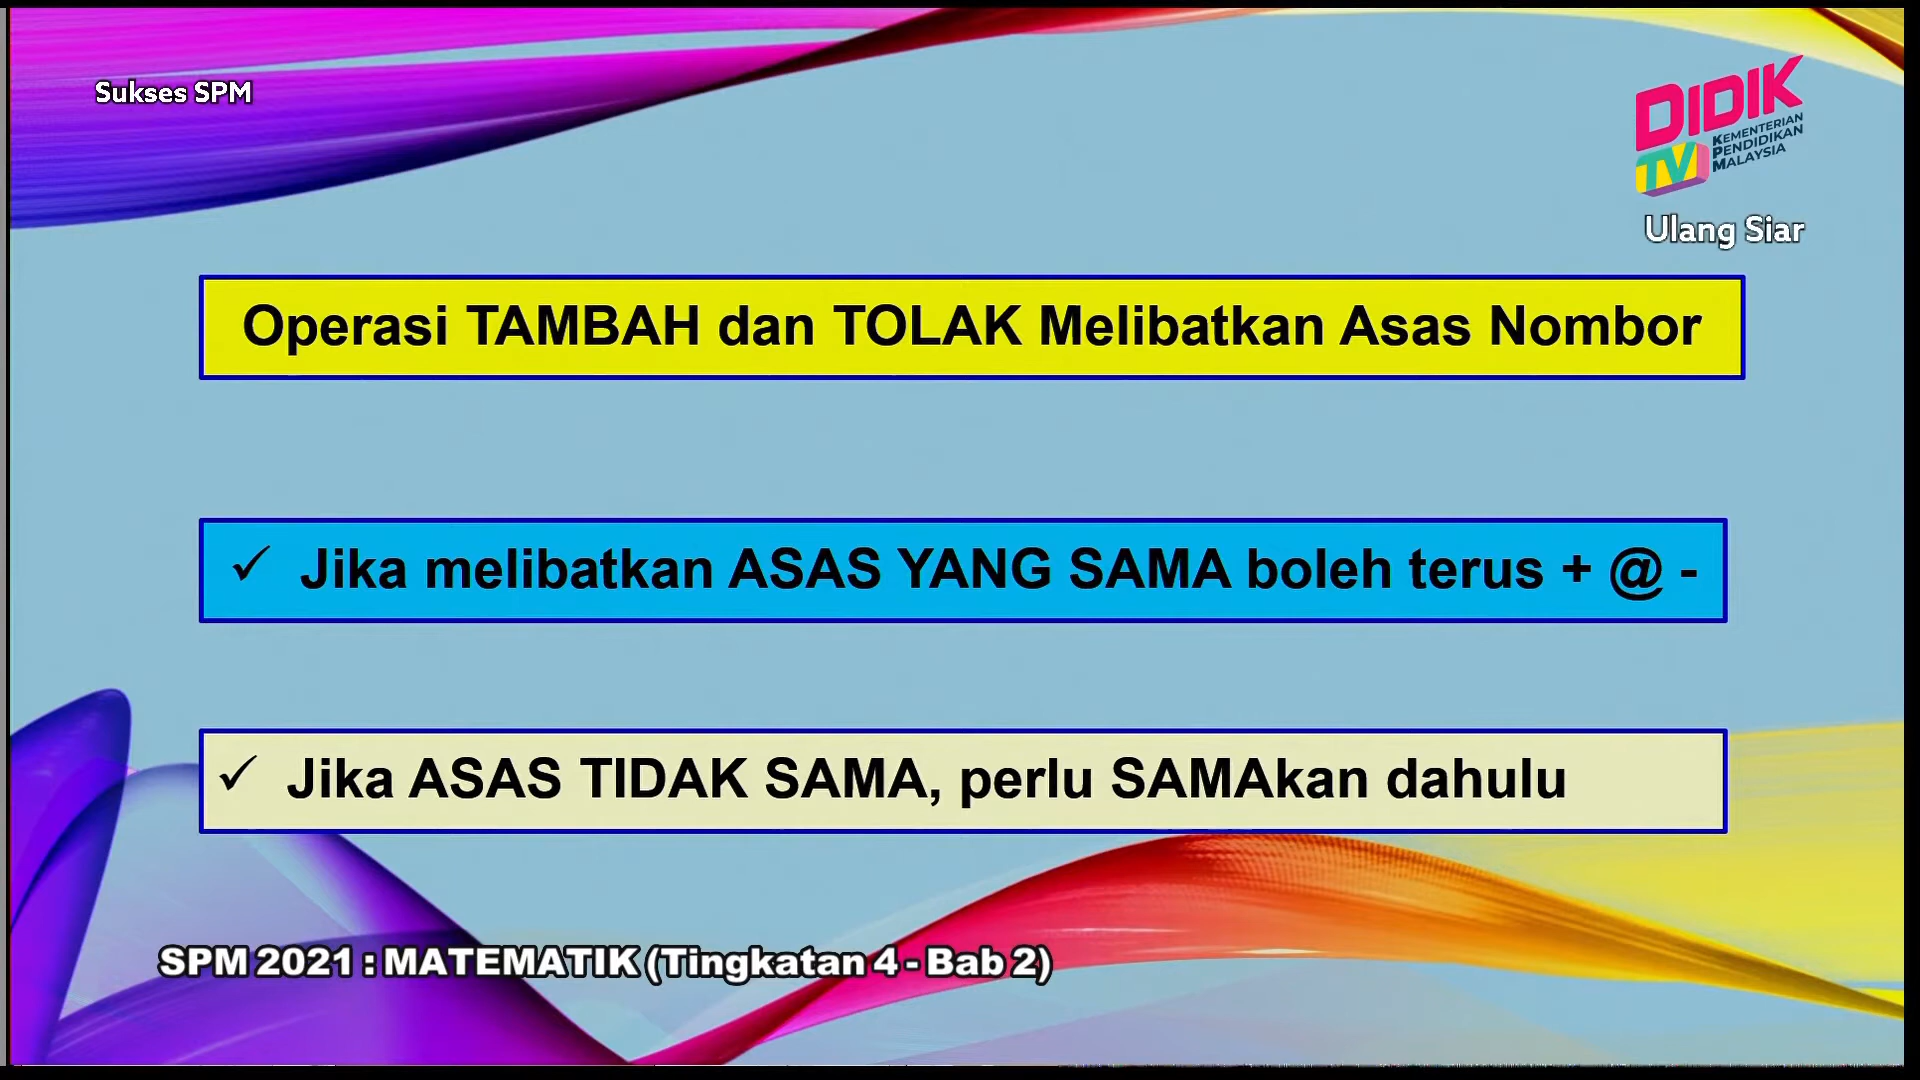 Sukses SPM
DIDIK
TV
KEMENTERIAN
PENDIDIKAN
MALAYSIA
Ulang Siar
Operasi TAMBAH dan TOLAK Melibatkan Asas Nombor
✓ Jika melibatkan ASAS YANG SAMA boleh terus + @ -
✓ Jika ASAS TIDAK SAMA, perlu SAMAkan dahulu
SPM 2021 : MATEMATIK (Tingkatan 4 - Bab 2)